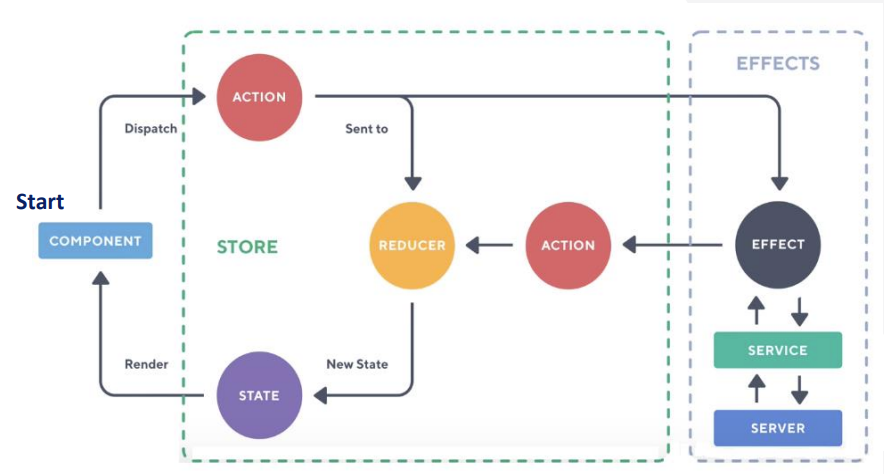 EFFECTS
ACTION
Dispatch
Sent to
Start
COMPONENT
STORE
REDUCER
ACTION
EFFECT
SERVICE
Render
New State
STATE
SERVER